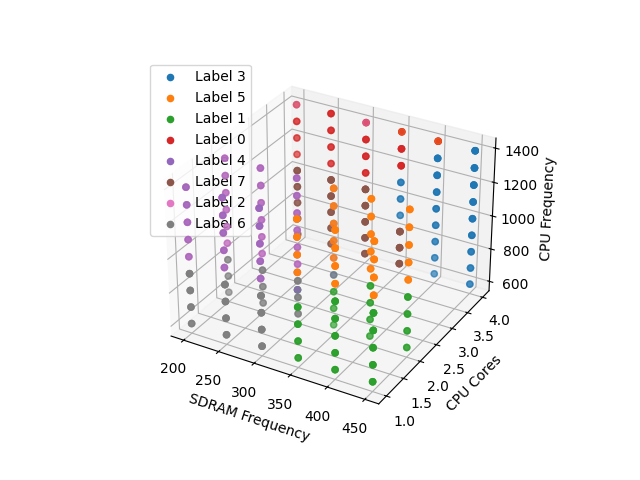 Label 3
Label 5
Label 1
Label 0
Label 4
Label 7
Label 2
Label 6
1400
1200
1000
800
600
CPU Frequency
4.0
3.5
3.0
2.5
2.0
1.5
1.0
CPU Cores
200
250
300
350
400
450
SDRAM Frequency